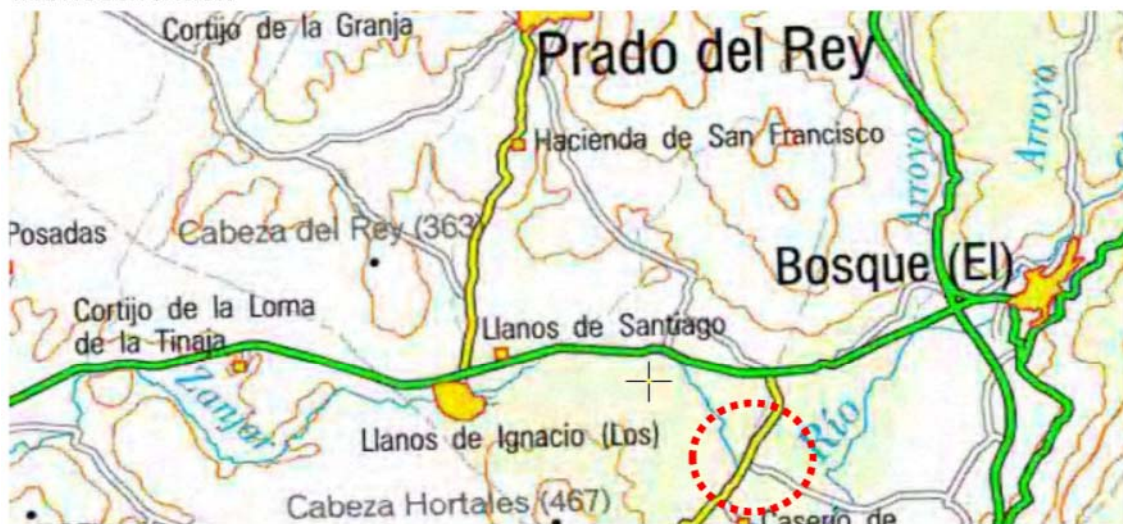 Cortijo de la Granja
Prado del Rey
Hacienda de San Francisco
Arroyo
Arroyo
Posadas
Cabeza del Rey (363)
Bosque (El)
Cortijo de la Loma
de la Tinaja
Llanos de Santiago
Zanjar
Llanos de Ignacio (Los)
Río
Cabeza Hortales (467)
Caserío de